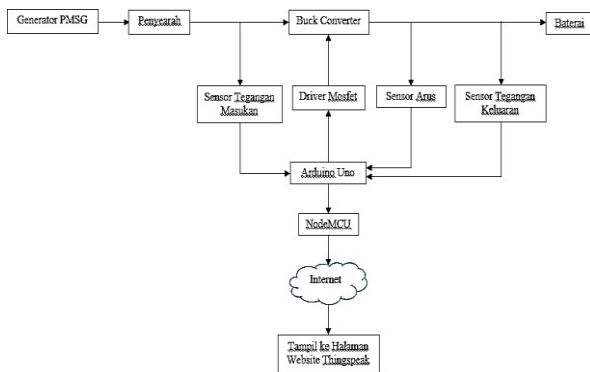 Generator PMSG
Penyearah
Buck Converter
Baterai
Sensor Tegangan
Masukan
Driver Mosfet
Sensor Arus
Sensor Tegangan
Keluaran
Arduino Uno
NodeMCU
Internet
Tampil ke Halaman
Website Thingspeak